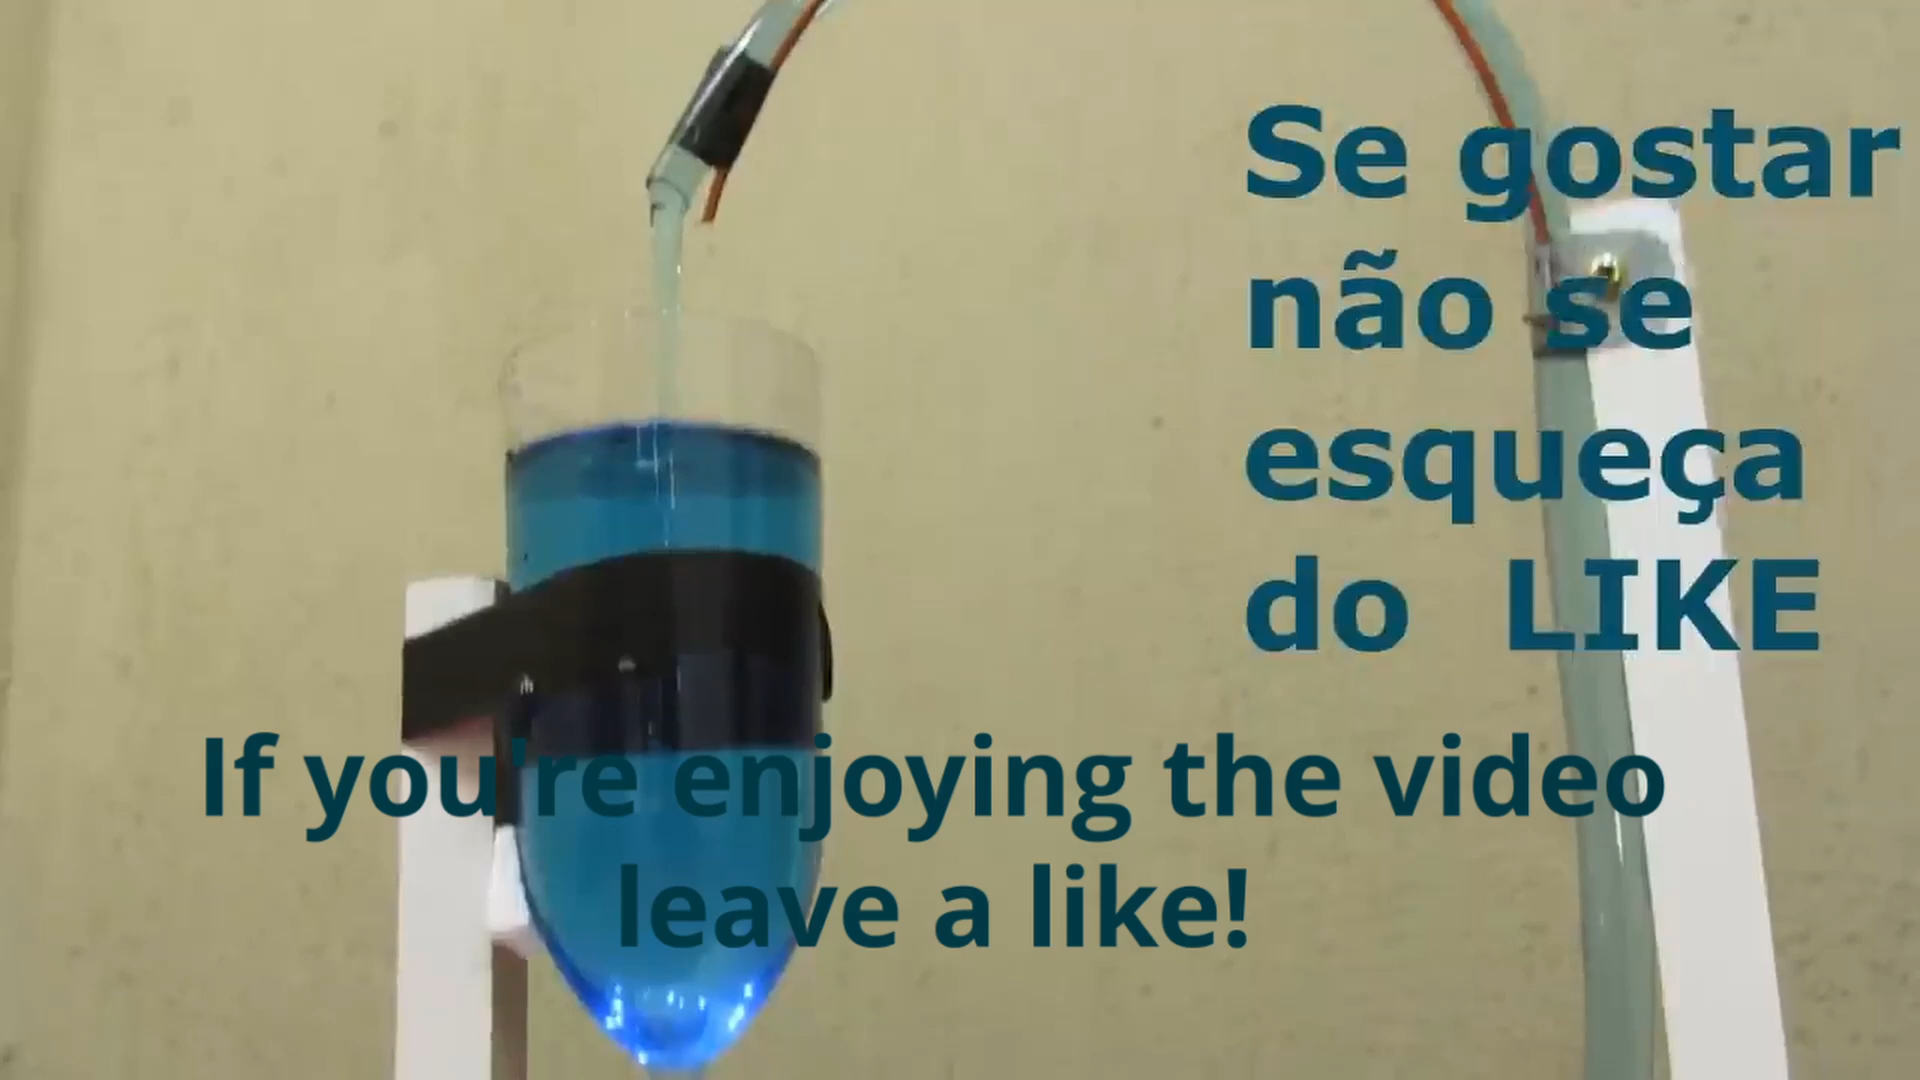 Se gostar
não se
esqueça
do LIKE
If you're enjoying the video
leave a like!